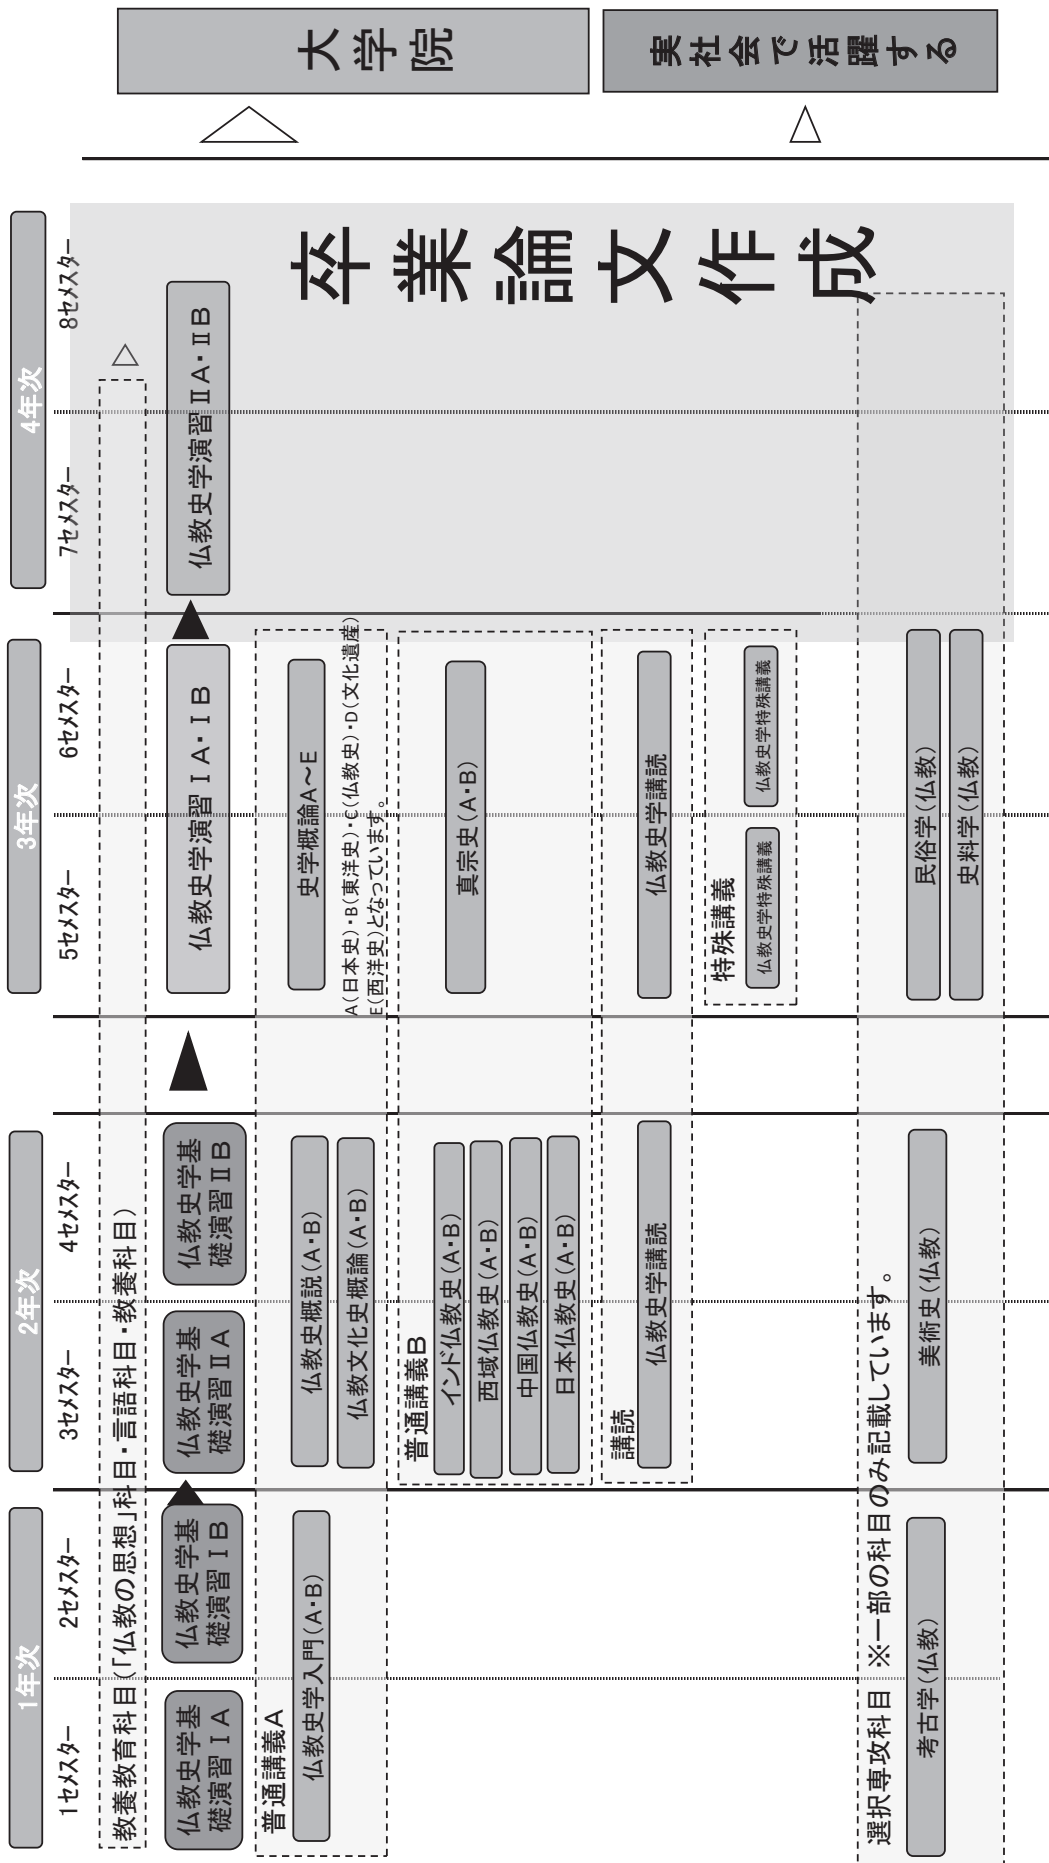 1年次
2年次
3年次
4年次
1セメスター
2セメスター
3セメスター
4セメスター
5セメスター
6セメスター
7セメスター
8セメスター
教養教育科目（「仏教の思想」科目・言語科目・教養科目）
仏教史学基
礎演習ⅠA
仏教史学基
礎演習ⅠB
仏教史学基
礎演習ⅡA
仏教史学基
礎演習ⅡB
仏教史学演習ⅠA・ⅠB
仏教史学演習ⅡA・ⅡB
普通講義A
仏教史学入門（A・B）
仏教史概説（A・B）
仏教文化史概論（A・B）
史学概論A～E
A（日本史）・B（東洋史）・C（仏教史）・D（文化遺産）
E（西洋史）となっています。
普通講義B
インド仏教史（A・B）
西域仏教史（A・B）
中国仏教史（A・B）
日本仏教史（A・B）
真宗史（A・B）
講読
仏教史学講読
仏教史学講読
特殊講義
仏教史学特殊講義
仏教史学特殊講義
選択専攻科目 ※一部の科目のみ記載しています。
考古学（仏教）
美術史（仏教）
民俗学（仏教）
史料学（仏教）
卒業論文作成
大学院
実社会で活躍する